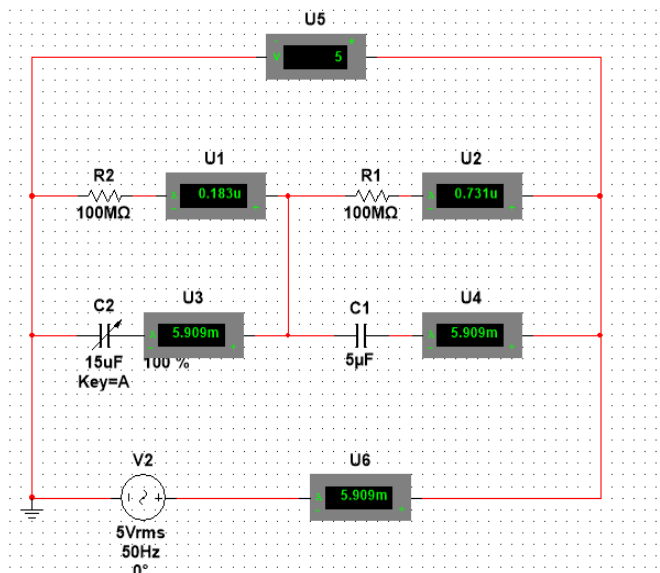 U5
V
5
R2
U1
R1
U2
A
0.183u
A
0.731u
100MΩ
100MΩ
C2
U3
C1
U4
A
5.909m
A
5.909m
15uF
100 %
5µF
Key=A
V2
U6
A
5.909m
5Vrms
50Hz
0°